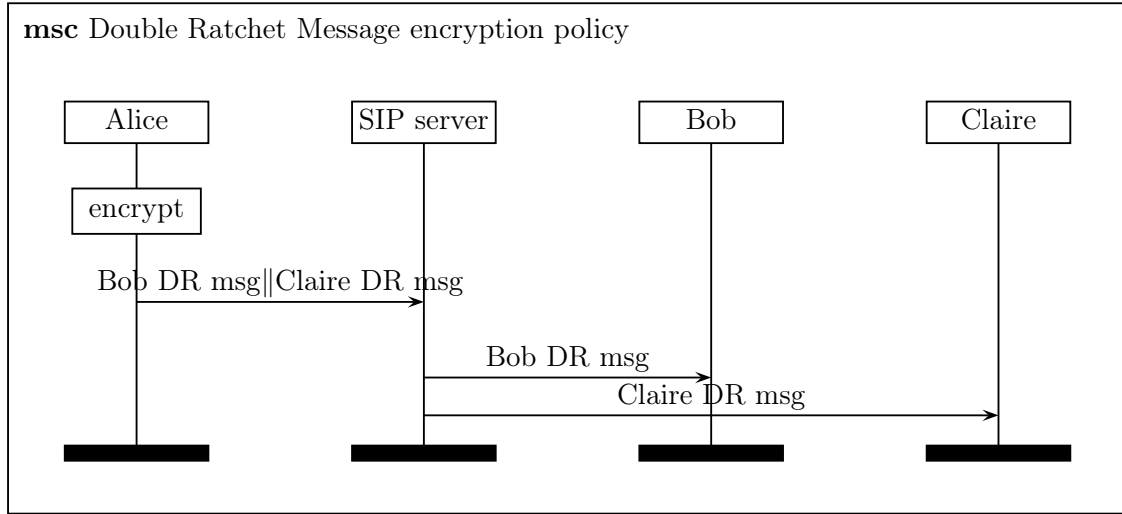 msc Double Ratchet Message encryption policy
Alice
SIP server
Bob
Claire
encrypt
Bob DR msg‖Claire DR msg
Bob DR msg
Claire DR msg